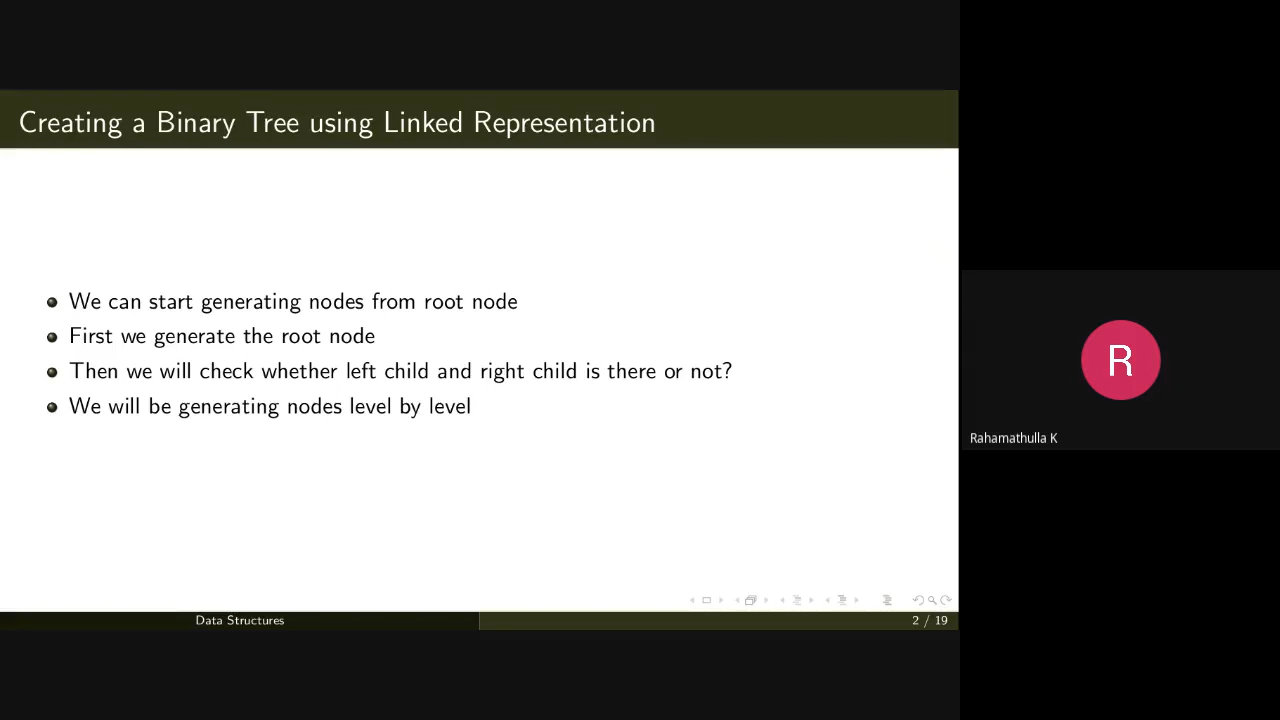 Creating a Binary Tree using Linked Representation
We can start generating nodes from root node
First we generate the root node
Then we will check whether left child and right child is there or not?
We will be generating nodes level by level
Data Structures
2 / 19
R
Rahamathulla K